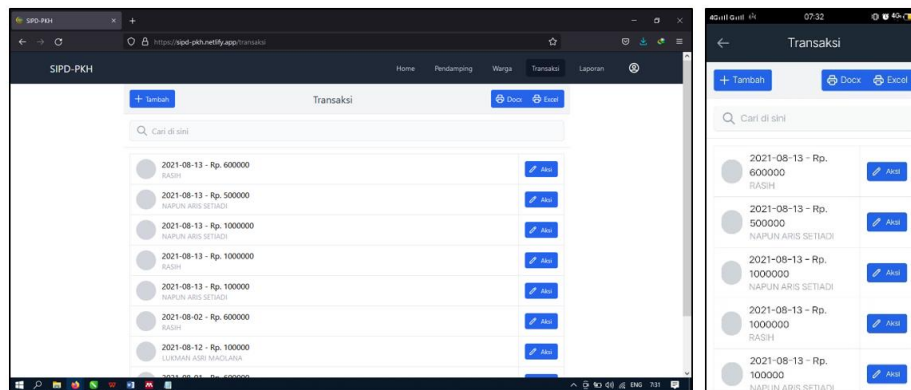 SIPD-PKH
https://sipd-pkh.netlify.app/transaksi
SIPD-PKH
Home Pendamping Warga Transaksi Laporan
+ Tambah Transaksi Docx Excel
Cari di sini
2021-08-13 - Rp. 600000
RASIH
Aksi
2021-08-13 - Rp. 500000
NAPUN ARIS SETIADI
Aksi
2021-08-13 - Rp. 1000000
NAPUN ARIS SETIADI
Aksi
2021-08-13 - Rp. 1000000
RASIH
Aksi
2021-08-13 - Rp. 100000
NAPUN ARIS SETIADI
Aksi
2021-08-02 - Rp. 600000
RASIH
Aksi
2021-08-12 - Rp. 100000
LUKMAN ASRI MAOLANA
Aksi
2021-08-01 - Rp. 600000
ENG 7:31
07:32
Transaksi
+ Tambah Docx Excel
Cari di sini
2021-08-13 - Rp.
600000
RASIH
Aksi
2021-08-13 - Rp.
500000
NAPUN ARIS SETIADI
Aksi
2021-08-13 - Rp.
1000000
NAPUN ARIS SETIADI
Aksi
2021-08-13 - Rp.
1000000
RASIH
Aksi
2021-08-13 - Rp.
100000
NAPUN ARIS SETIADI
Aksi